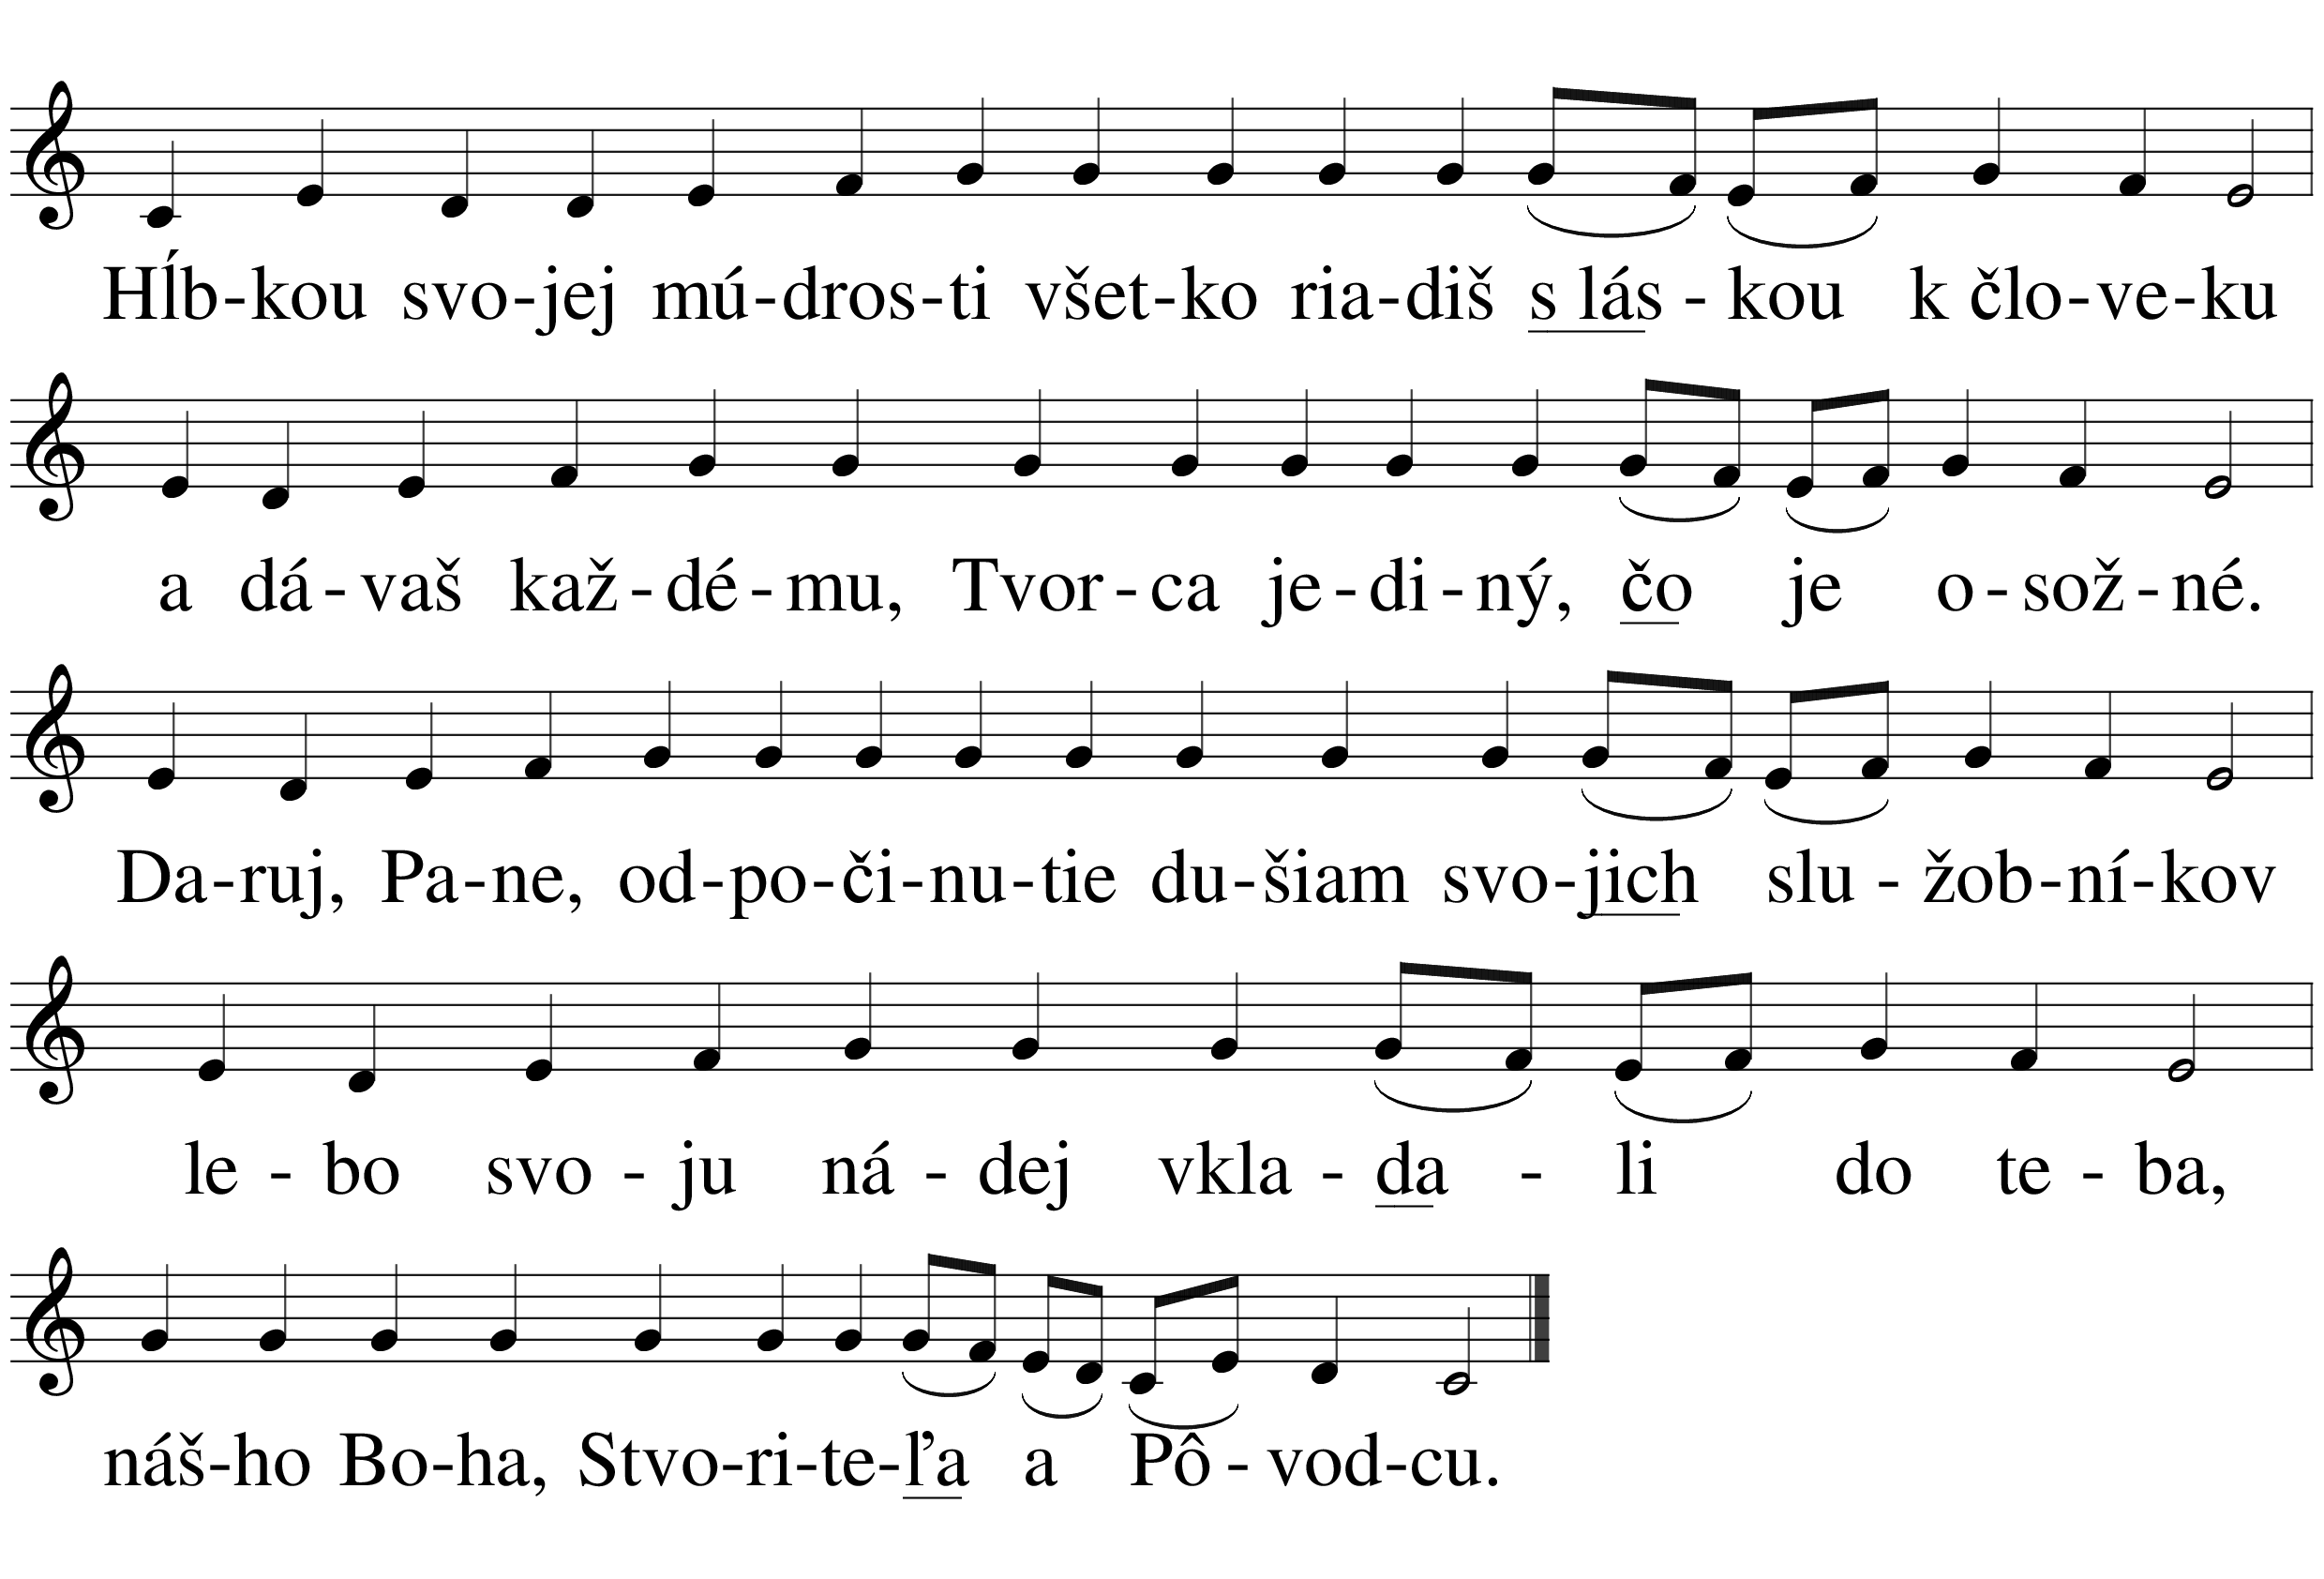 Hĺb-kou svo-jej mú-dros-ti všet-ko ria-diš s lás-kou k člo-ve-ku
a dá-vaš kaž-dé-mu, Tvor-ca je-di-ný, čo je o-sož-né.
Da-ruj, Pa-ne, od-po-či-nu-tie du-šiam svo-jich slu-žob-ní-kov
le-bo svo-ju ná-dej vkla-da-li do te-ba,
náš-ho Bo-ha, Stvo-ri-te-ľa a Pô-vod-cu.